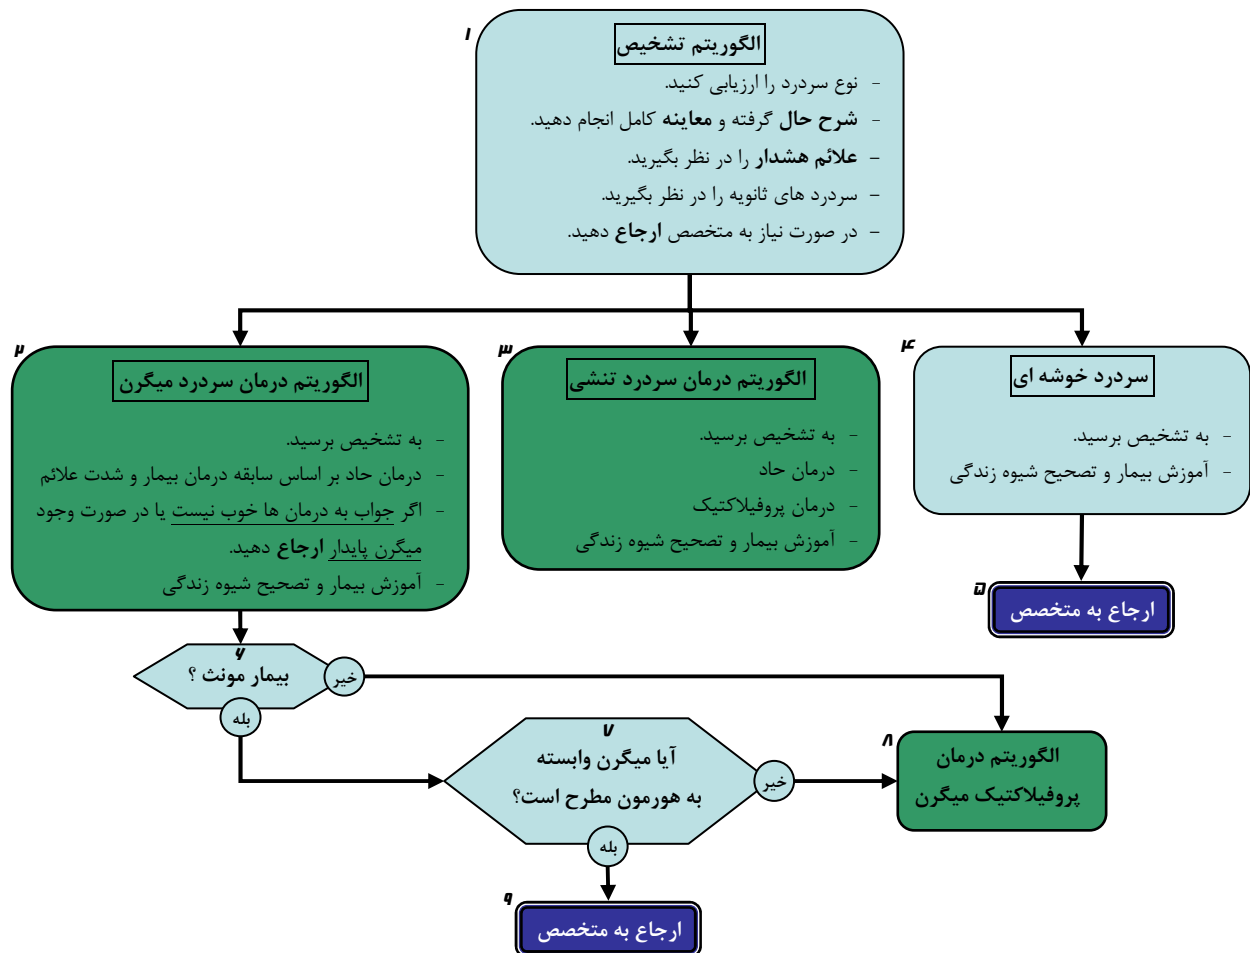 ۱
الگوریتم تشخیص
- نوع سردرد را ارزیابی کنید.
- شرح حال گرفته و معاینه کامل انجام دهید.
- علائم هشدار را در نظر بگیرید.
- سردرد های ثانویه را در نظر بگیرید.
- در صورت نیاز به متخصص ارجاع دهید.
۲
الگوریتم درمان سردرد میگرن
- به تشخیص برسید.
- درمان حاد بر اساس سابقه درمان بیمار و شدت علائم
- اگر جواب به درمان ها خوب نیست یا در صورت وجود
میگرن پایدار ارجاع دهید.
- آموزش بیمار و تصحیح شیوه زندگی
۳
الگوریتم درمان سردرد تنشی
- به تشخیص برسید.
- درمان حاد
- درمان پروفیلاکتیک
- آموزش بیمار و تصحیح شیوه زندگی
۴
سردرد خوشه ای
- به تشخیص برسید.
- آموزش بیمار و تصحیح شیوه زندگی
۵
ارجاع به متخصص
۶
بیمار مونث ؟
خیر
بله
۷
آیا میگرن وابسته
به هورمون مطرح است؟
خیر
بله
۸
الگوریتم درمان
پروفیلاکتیک میگرن
۹
ارجاع به متخصص